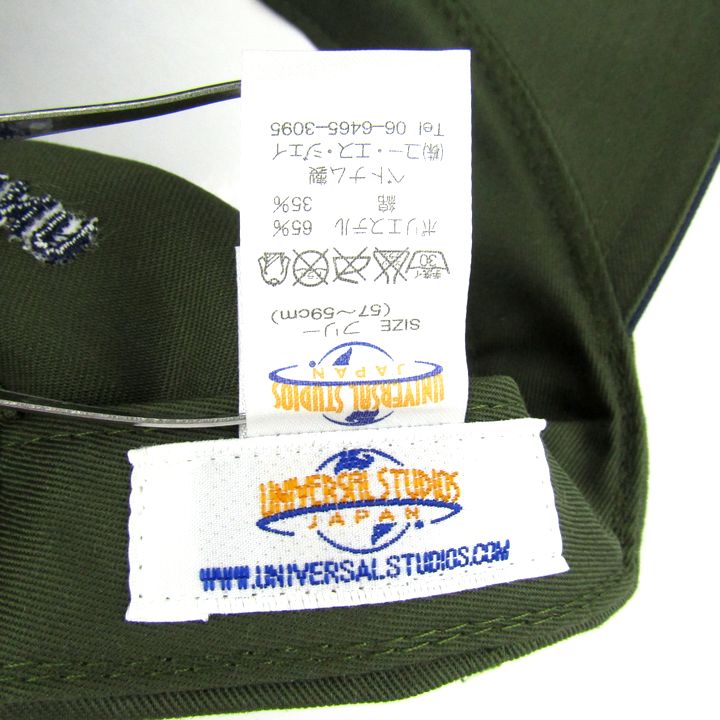 UNIVERSAL STUDIOS
JAPAN
SIZE フリー
(57～59cm)
30
ポリエステル 65%
綿 35%
ベトナム製
㈱ユー・エス・ジェイ
Tel 06-6465-3095
UNIVERSAL STUDIOS
JAPAN
WWW.UNIVERSALSTUDIOS.COM